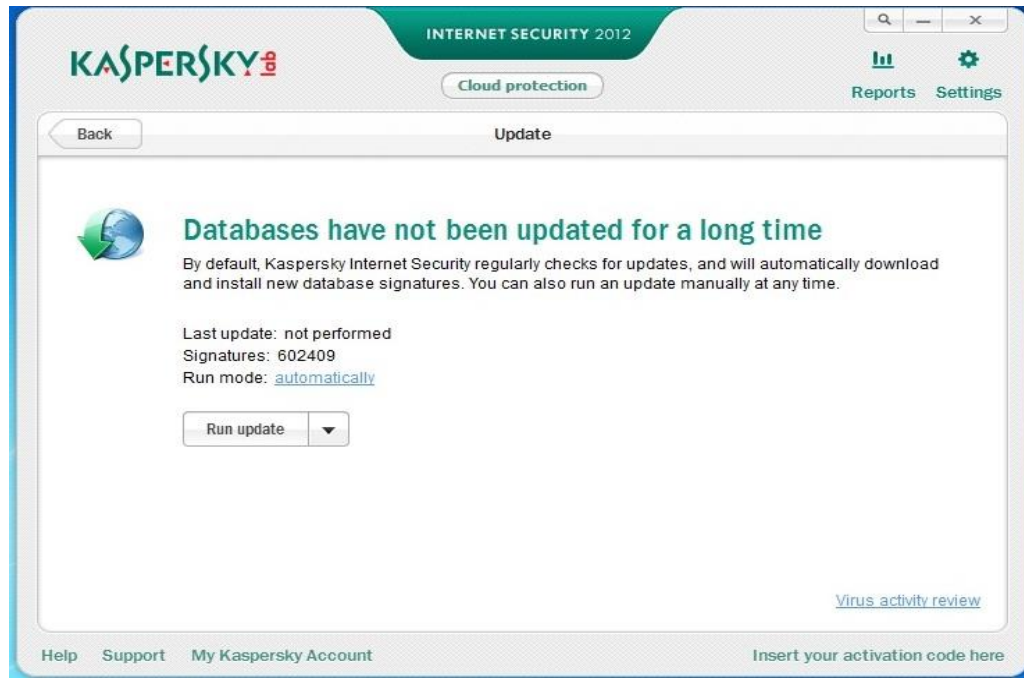 INTERNET SECURITY 2012
KASPERSKY lab
Cloud protection
Reports Settings
Back
Update
Databases have not been updated for a long time
By default, Kaspersky Internet Security regularly checks for updates, and will automatically download
and install new database signatures. You can also run an update manually at any time.
Last update: not performed
Signatures: 602409
Run mode: automatically
Run update
Virus activity review
Help Support My Kaspersky Account
Insert your activation code here